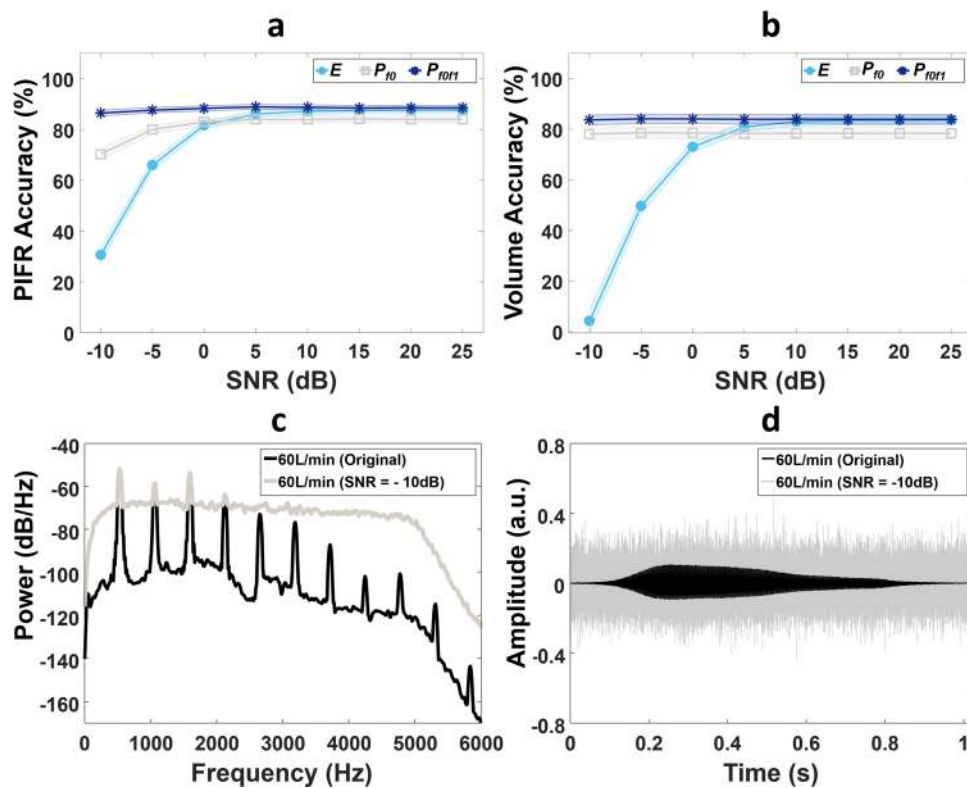 a
E P_f0 P_f0f1
PIFR Accuracy (%)
100
80
60
40
20
0
-10 -5 0 5 10 15 20 25
SNR (dB)
b
E P_f0 P_f0f1
Volume Accuracy (%)
100
80
60
40
20
0
-10 -5 0 5 10 15 20 25
SNR (dB)
c
60L/min (Original)
60L/min (SNR = - 10dB)
Power (dB/Hz)
-40
-60
-80
-100
-120
-140
-160
0 1000 2000 3000 4000 5000 6000
Frequency (Hz)
d
60L/min (Original)
60L/min (SNR = -10dB)
Amplitude (a.u.)
0.8
0.4
0
-0.4
-0.8
0 0.2 0.4 0.6 0.8 1
Time (s)